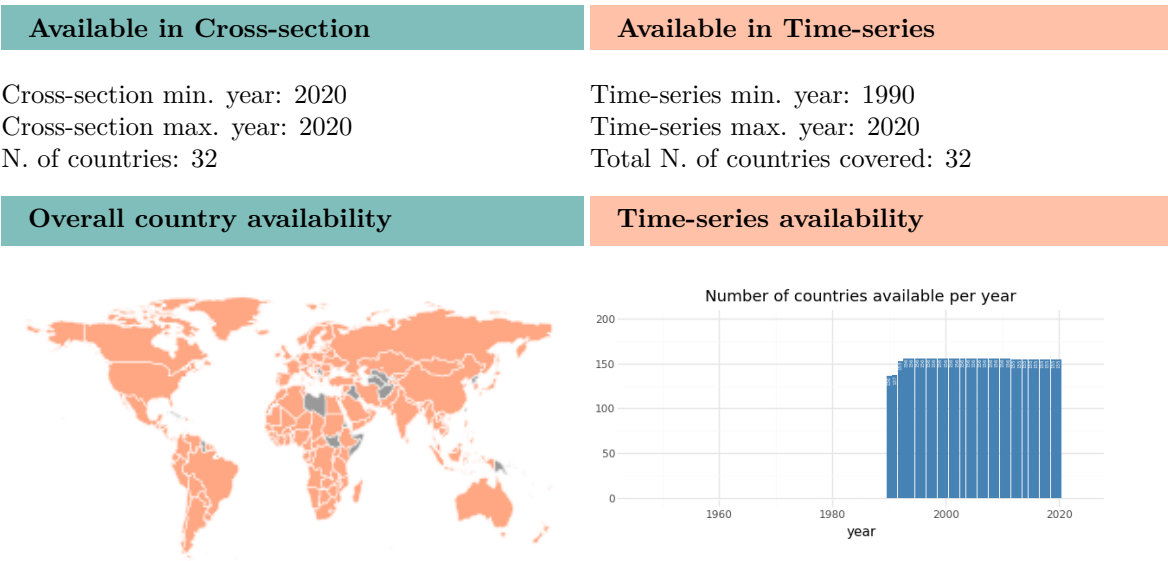 Available in Cross-section
Available in Time-series
Cross-section min. year: 2020
Cross-section max. year: 2020
N. of countries: 32
Time-series min. year: 1990
Time-series max. year: 2020
Total N. of countries covered: 32
Overall country availability
Time-series availability
Number of countries available per year
200
150
100
50
0
1960 1980 2000 2020
year